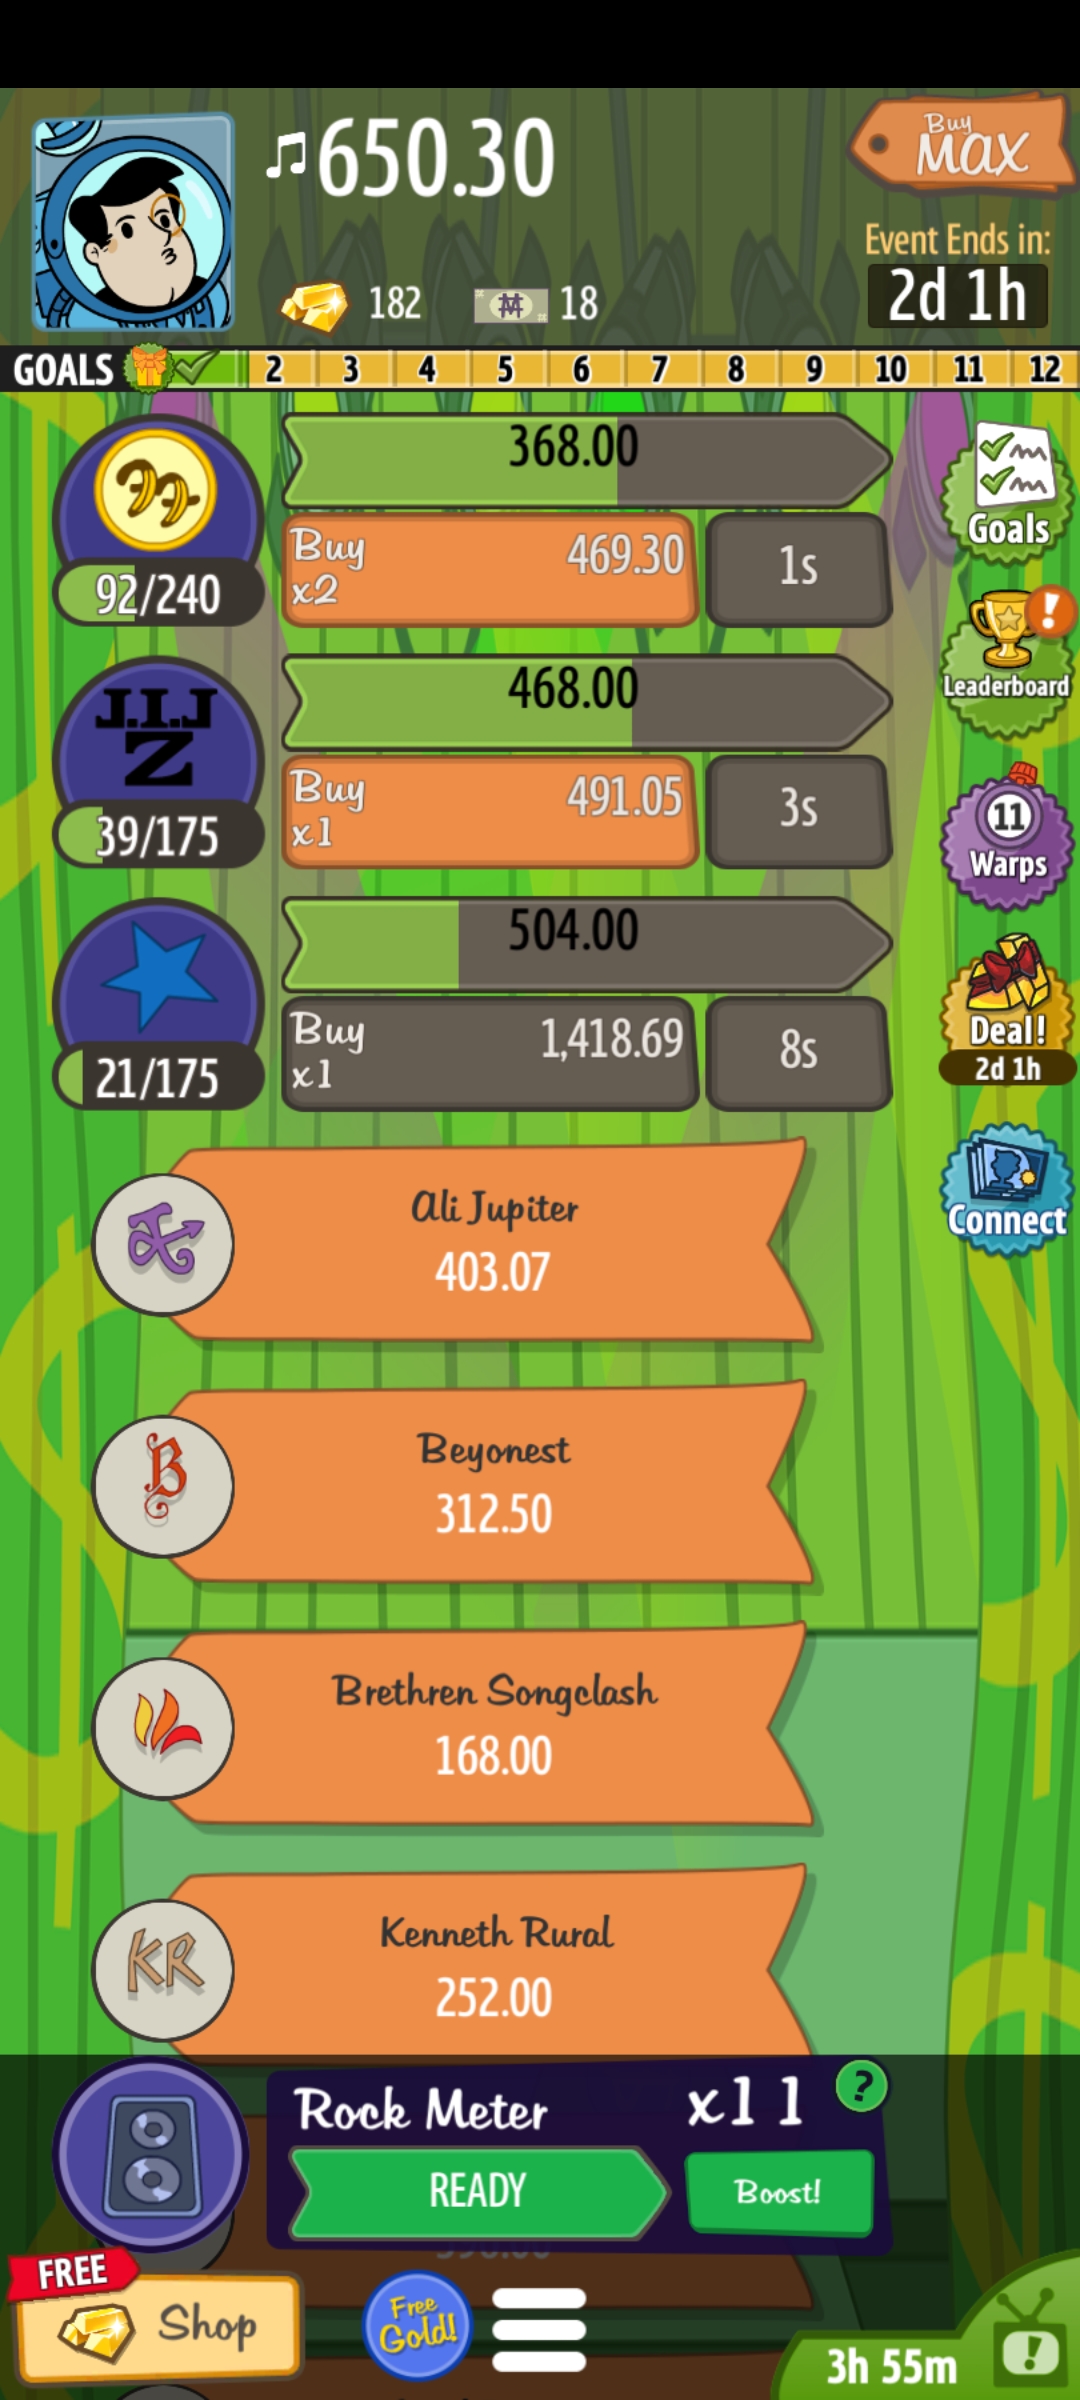 650.30
Buy
MAX
182
18
Event Ends in:
2d 1h
GOALS 2 3 4 5 6 7 8 9 10 11 12
368.00
92/240
Buy
x2
469.30
1s
Goals
J.I.J
Z
468.00
39/175
Buy
x1
491.05
3s
Leaderboard
11
Warps
504.00
21/175
Buy
x1
1,418.69
8s
Deal!
2d 1h
Connect
Ali Jupiter
403.07
B
Beyonest
312.50
Brethren Songclash
168.00
KR
Kenneth Rural
252.00
Rock Meter
x11
?
READY
Boost!
FREE
Shop
Free
Gold!
3h 55m